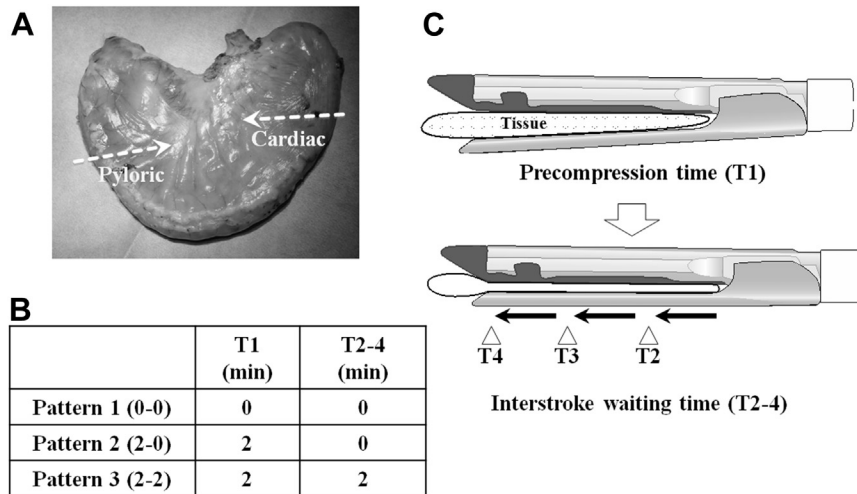 A
Cardiac
Pyloric
B
T1 T2-4
(min) (min)
Pattern 1 (0-0) 0 0
Pattern 2 (2-0) 2 0
Pattern 3 (2-2) 2 2
C
Tissue
Precompression time (T1)
T4 T3 T2
Interstroke waiting time (T2-4)